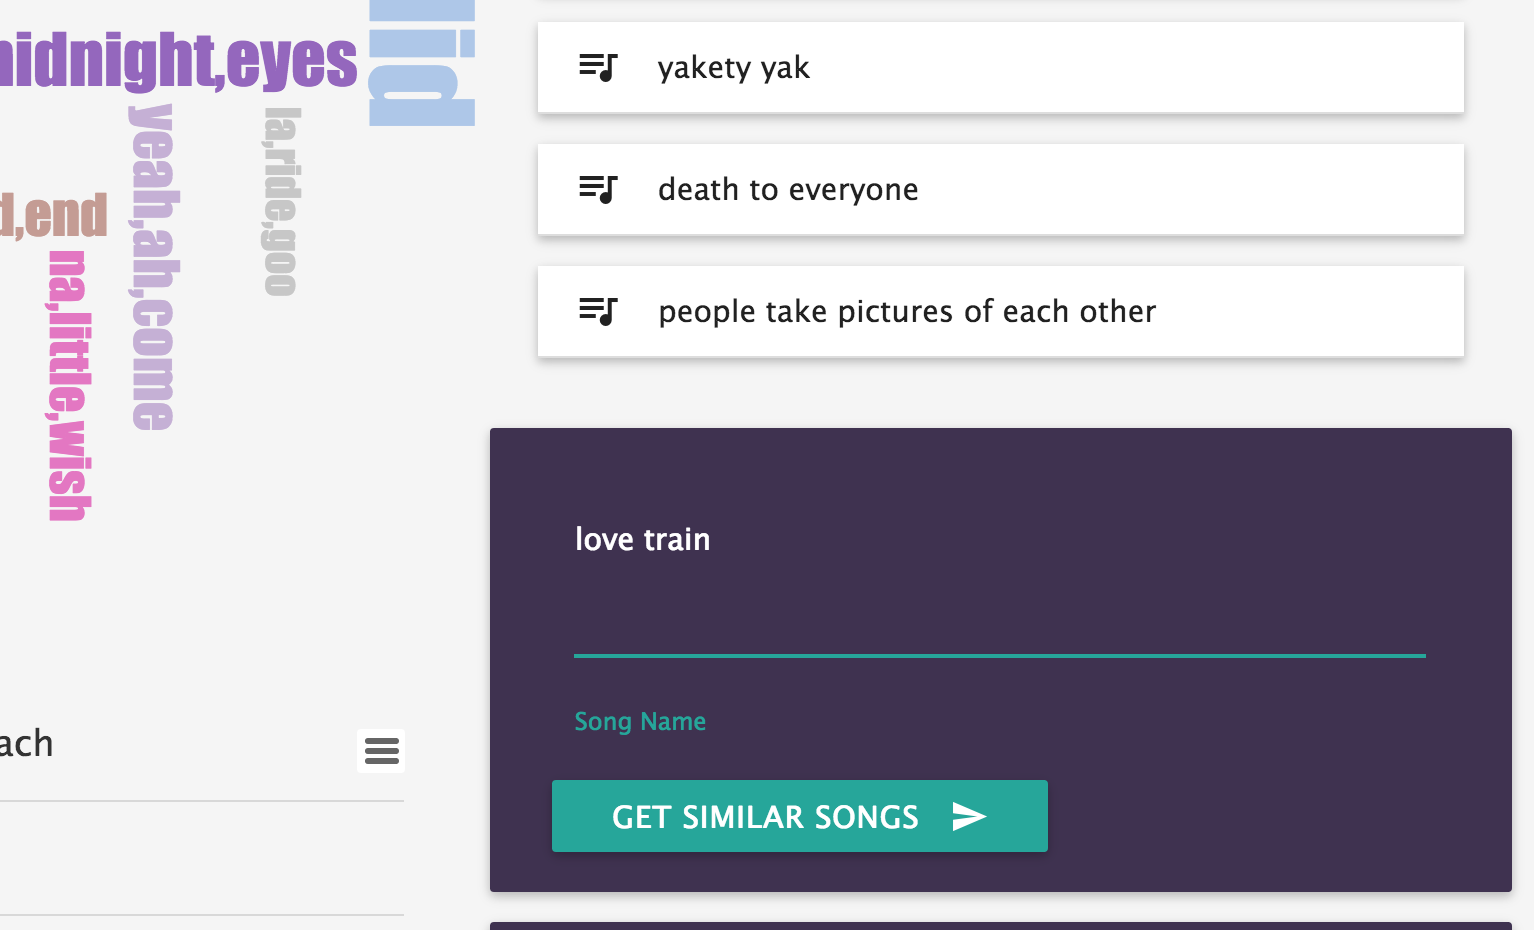 midnight,eyes
lid
yeah,ah,come
la,ride,goo
d,end
na,little,wish
yakety yak
death to everyone
people take pictures of each other
love train
Song Name
GET SIMILAR SONGS
ach